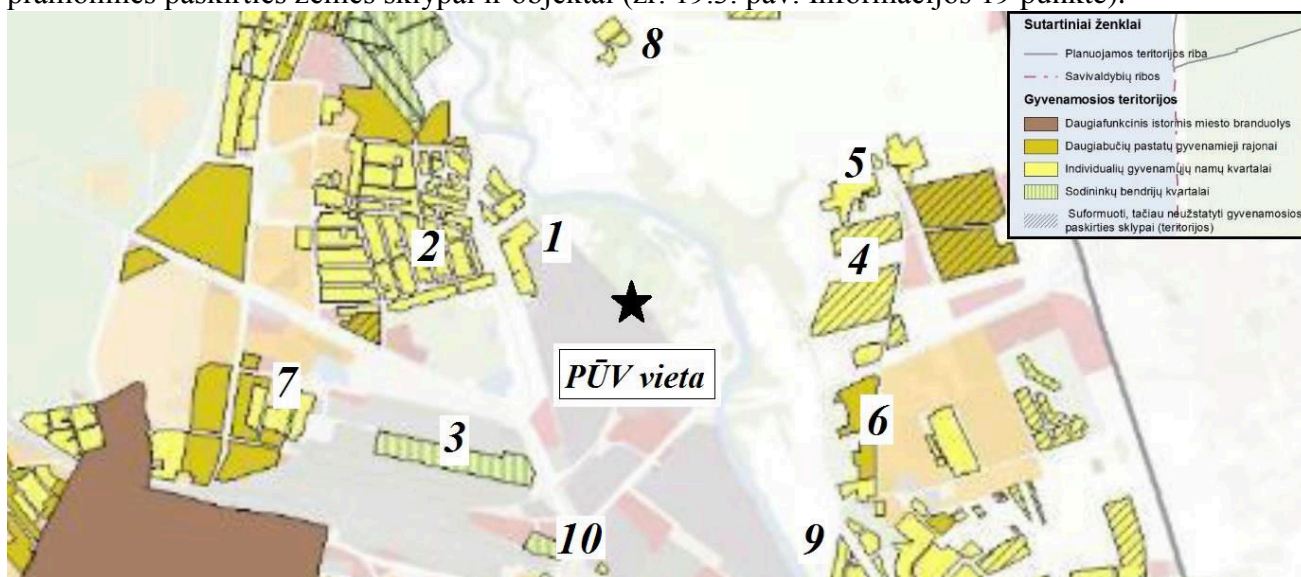 pramoninės paskirties žemės sklypai ir objektai (žr. pav. Informacijos 19 punkte).
Sutartiniai ženklai
Planuojamos teritorijos riba
Savivaldybių ribos
Gyvenamosios teritorijos
Daugiafunkcinis istorinis miesto branduolys
Daugiabučių pastatų gyvenamieji rajonai
Individualių gyvenamųjų namų kvartalai
Sodininkų bendrijų kvartalai
Suformuoti, tačiau neužstatyti gyvenamosios
paskirties sklypai (teritorijos)
8
5
1
2
4
PŪV vieta
7
6
3
10
9